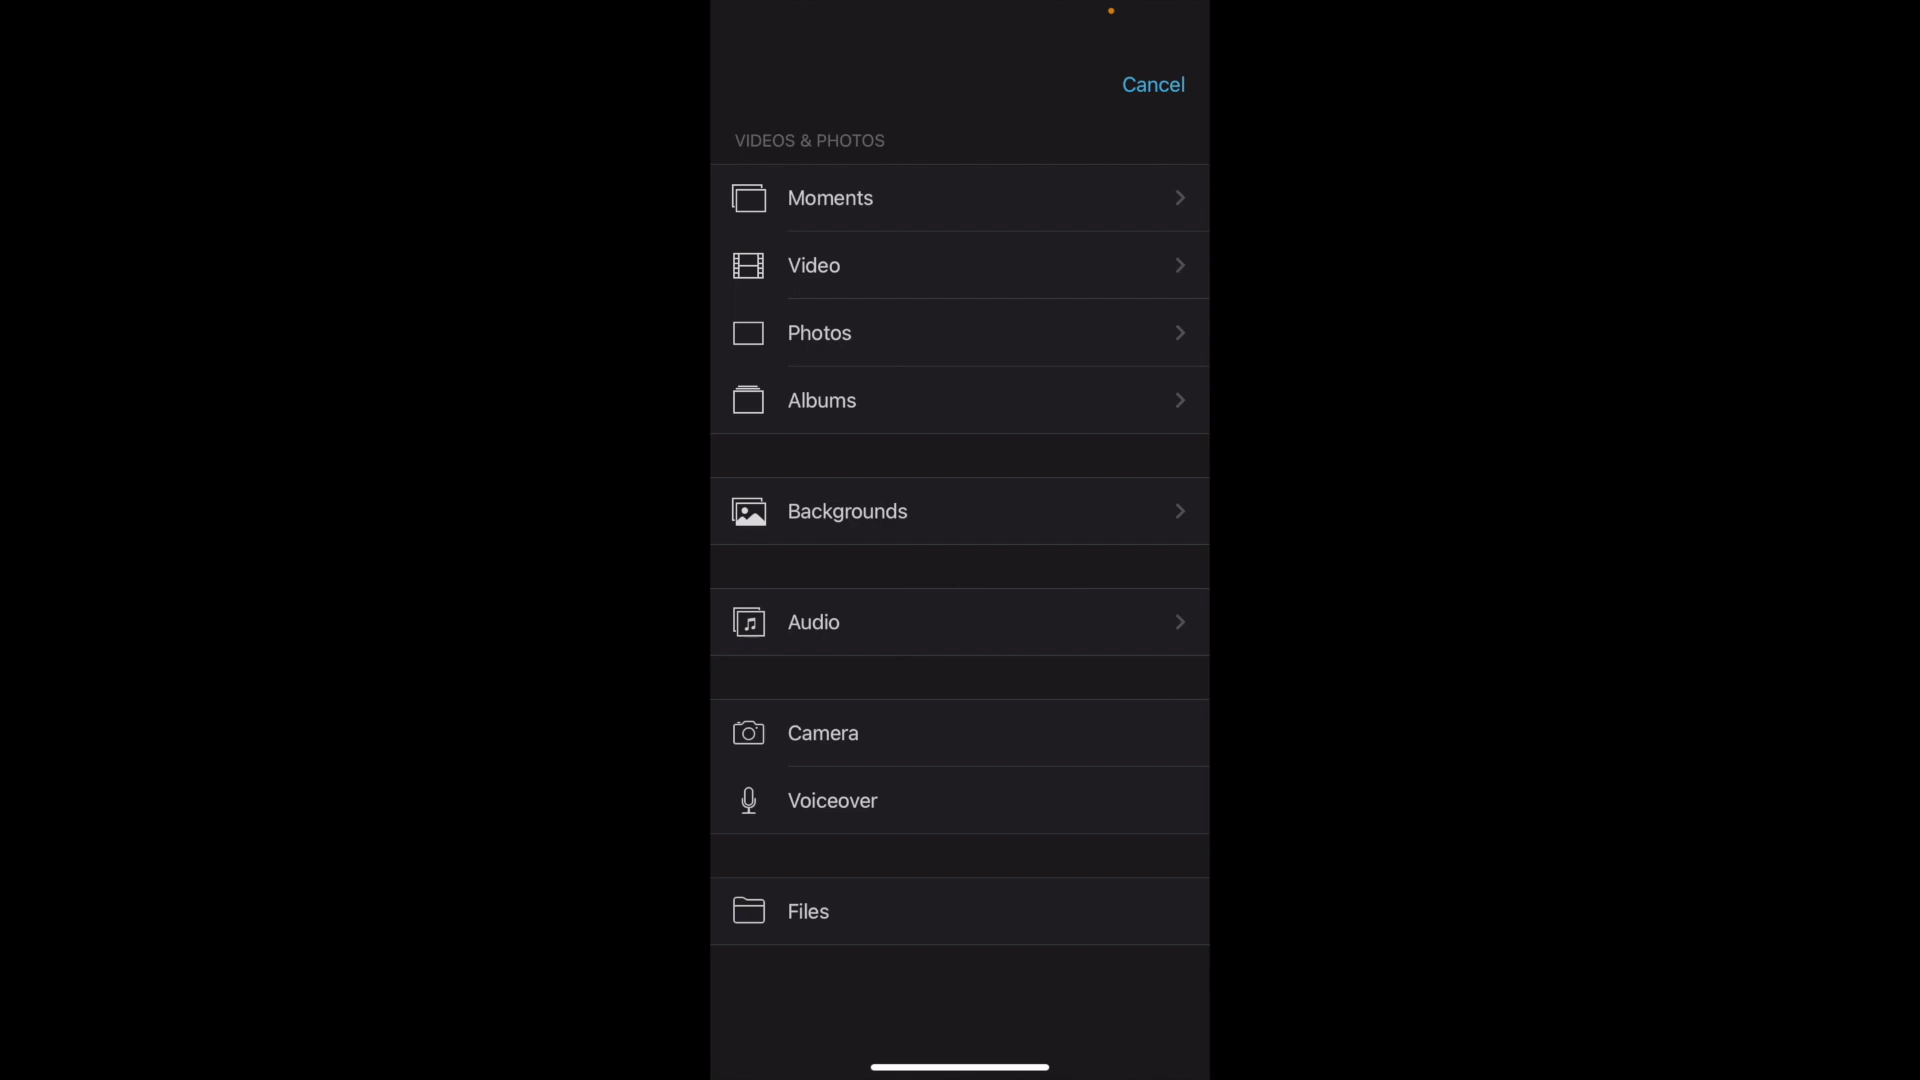 Cancel
VIDEOS & PHOTOS
Moments
Video
Photos
Albums
Backgrounds
Audio
Camera
Voiceover
Files